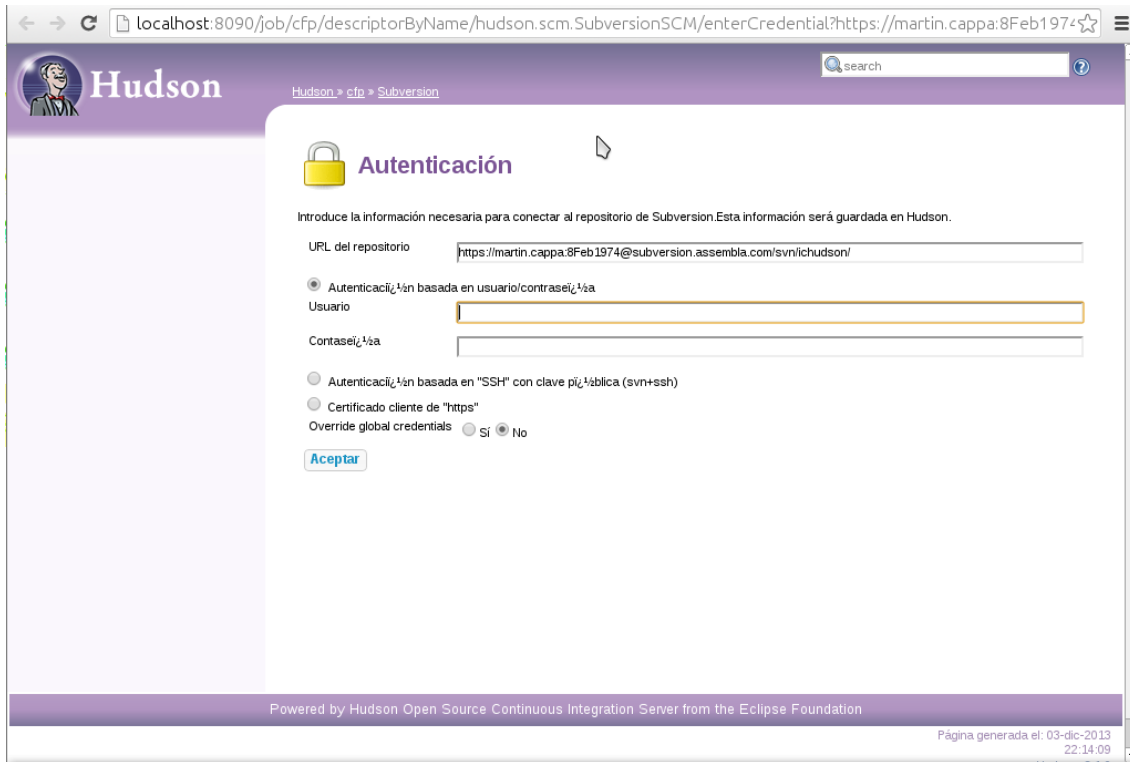 localhost:8090/job/cfp/descriptorByName/hudson.scm.SubversionSCM/enterCredential?https://martin.cappa:8Feb1974
Hudson
search
Hudson » cfp » Subversion
Autenticación
Introduce la información necesaria para conectar al repositorio de Subversion.Esta información será guardada en Hudson.
URL del repositorio
https://martin.cappa:8Feb1974@subversion.assembla.com/svn/ichudson/
Autenticaciï¿½n basada en usuario/contraseï¿½a
Usuario
Contaseï¿½a
Autenticaciï¿½n basada en "SSH" con clave pï¿½blica (svn+ssh)
Certificado cliente de "https"
Override global credentials Sí No
Aceptar
Powered by Hudson Open Source Continuous Integration Server from the Eclipse Foundation
Página generada el: 03-dic-2013
22:14:09